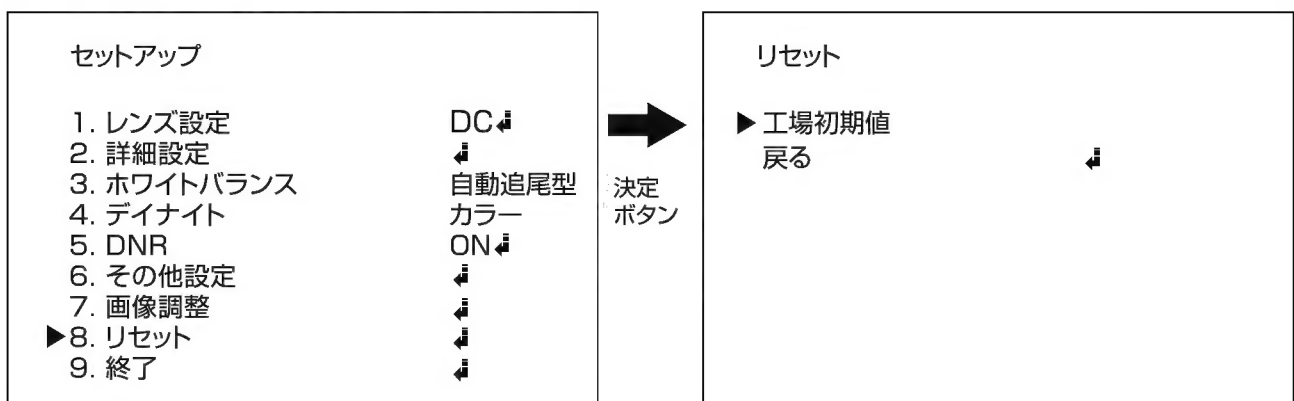 セットアップ
1. レンズ設定 DC↲
2. 詳細設定 ↲
3. ホワイトバランス 自動追尾型
4. デイナイト カラー
5. DNR ON↲
6. その他設定 ↲
7. 画像調整 ↲
▶8. リセット ↲
9. 終了 ↲
決定
ボタン
リセット
▶工場初期値
戻る ↲